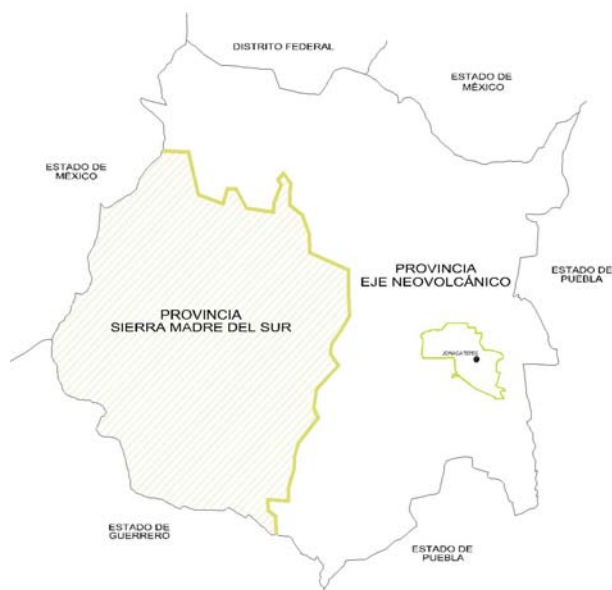 DISTRITO FEDERAL
ESTADO DE
MÉXICO
ESTADO DE
MÉXICO
PROVINCIA
EJE NEOVOLCÁNICO
ESTADO DE
PUEBLA
PROVINCIA
SIERRA MADRE DEL SUR
JONACATEPEC
ESTADO DE
GUERRERO
ESTADO DE
PUEBLA